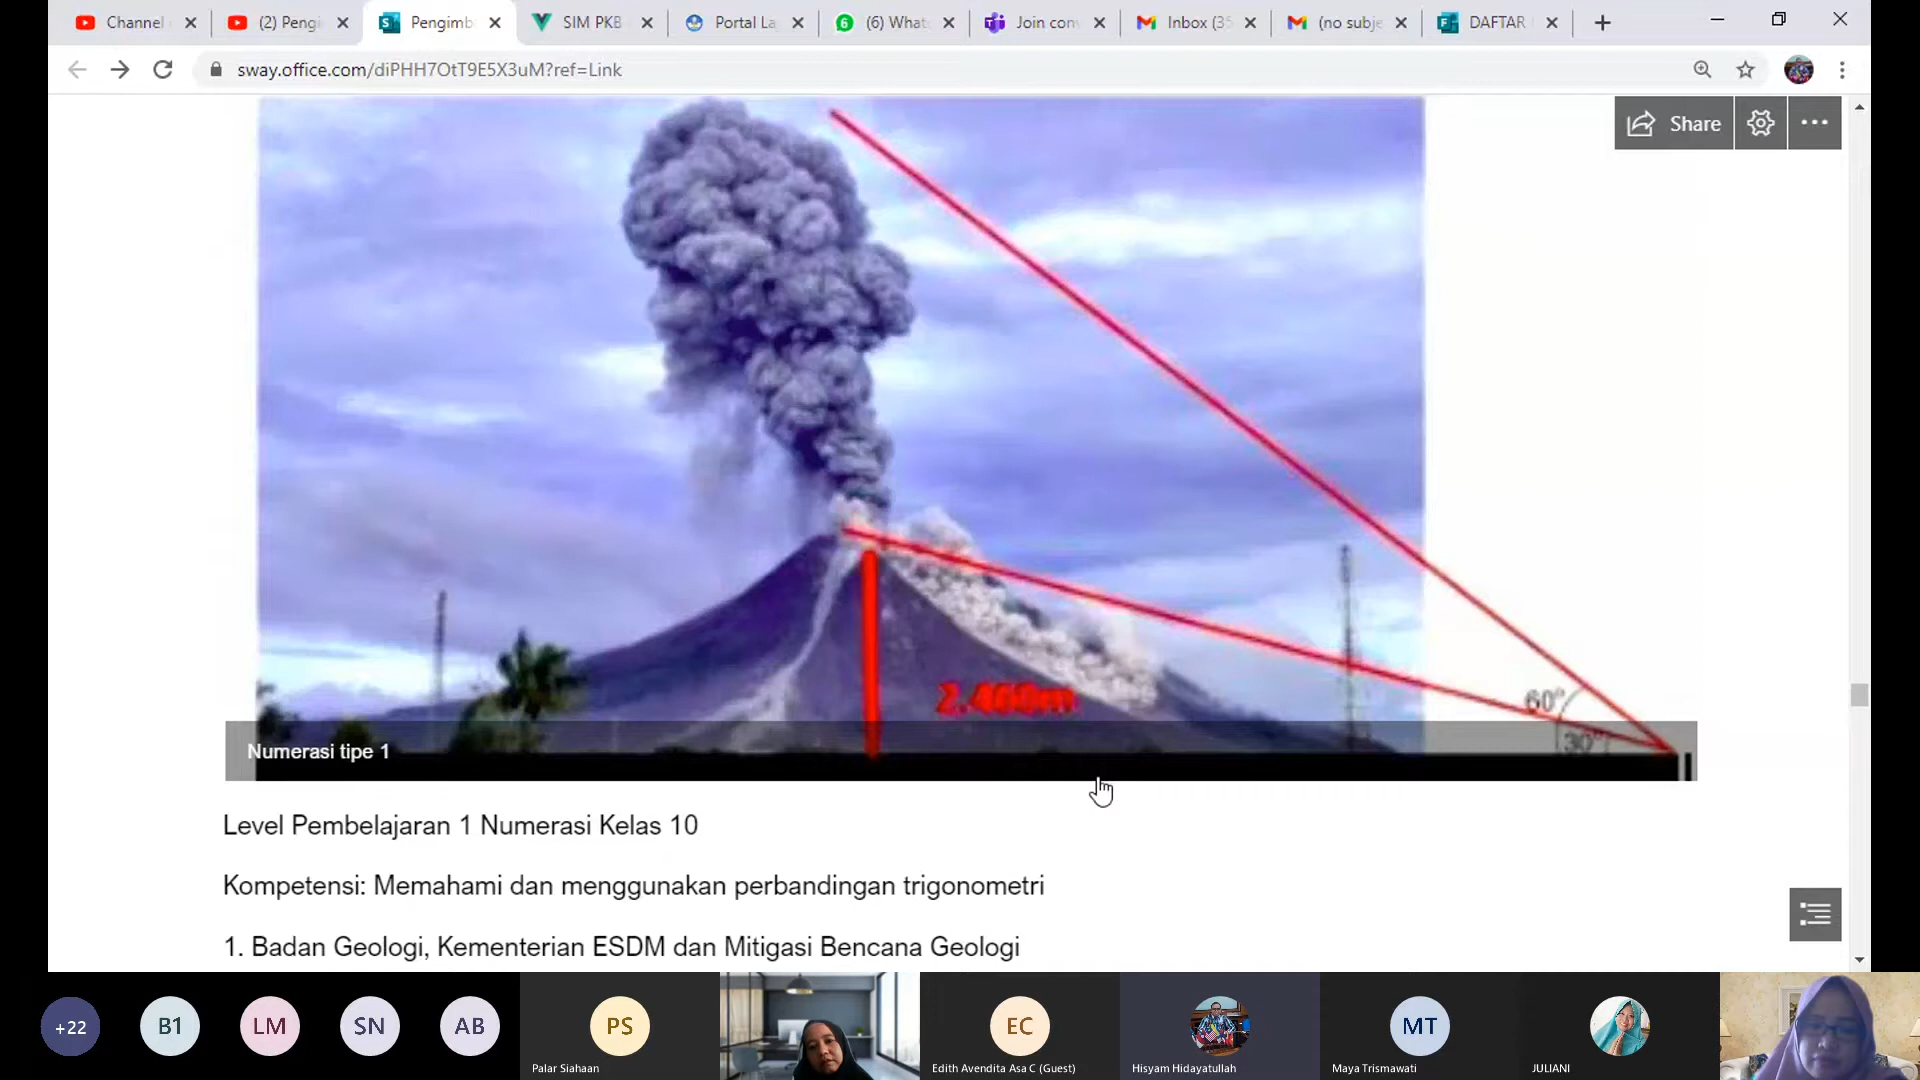 Channel
(2) Pengi
Pengimb
SIM PKB
Portal La
(6) What
Join con
Inbox (35
(no subje
DAFTAR
sway.office.com/diPHH7OtT9E5X3uM?ref=Link
Share
2.460m
60°
30°
Numerasi tipe 1
Level Pembelajaran 1 Numerasi Kelas 10
Kompetensi: Memahami dan menggunakan perbandingan trigonometri
1. Badan Geologi, Kementerian ESDM dan Mitigasi Bencana Geologi
+22
B1
LM
SN
AB
PS
Palar Siahaan
EC
Edith Avendita Asa C (Guest)
Hisyam Hidayatullah
MT
Maya Trismawati
JULIANI